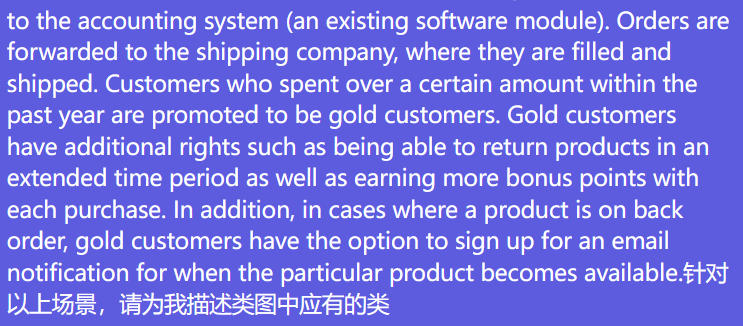 to the accounting system (an existing software module). Orders are
forwarded to the shipping company, where they are filled and
shipped. Customers who spent over a certain amount within the
past year are promoted to be gold customers. Gold customers
have additional rights such as being able to return products in an
extended time period as well as earning more bonus points with
each purchase. In addition, in cases where a product is on back
order, gold customers have the option to sign up for an email
notification for when the particular product becomes available.针对
以上场景，请为我描述类图中应有的类